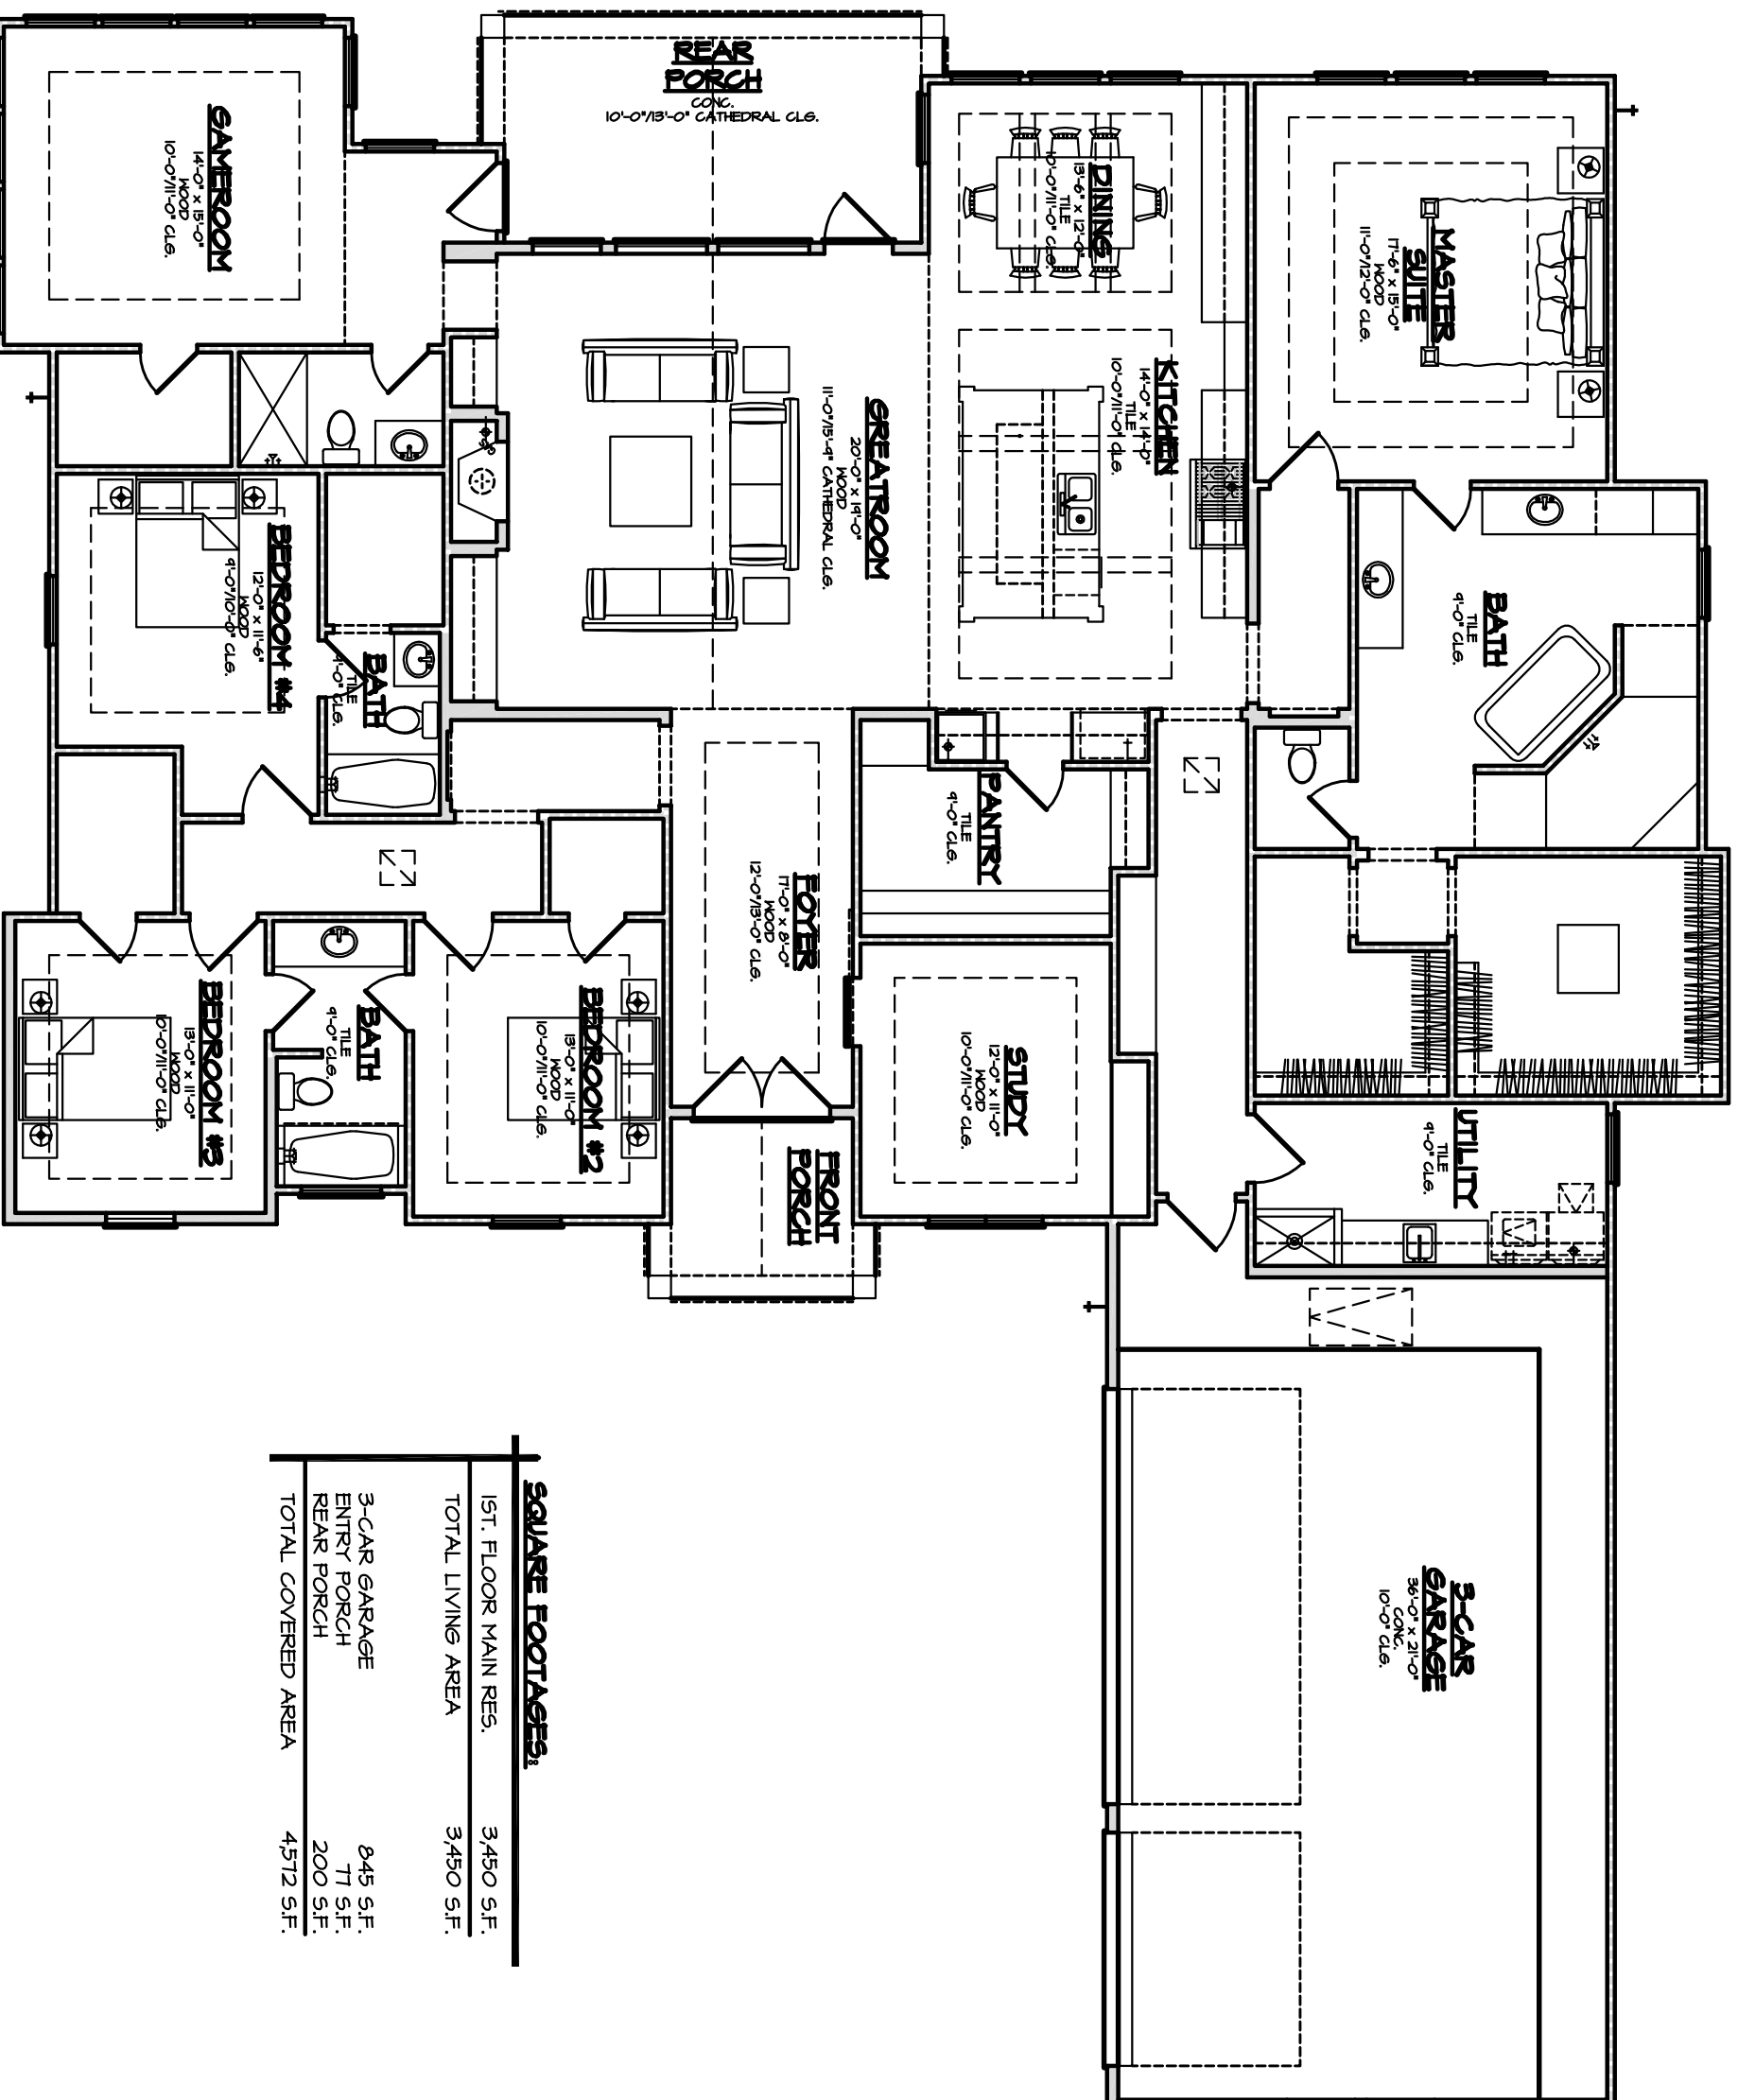 REAR
PORCH
CONC.
10'-0"/13'-0" CATHEDRAL CLG.
GAMEROOM
14'-0" x 15'-0"
WOOD
10'-0"/11'-0" CLG.
DINING
13'-6" x 12'-0"
TILE
10'-0"/11'-0" CLG.
MASTER
SUITE
17'-6" x 15'-0"
WOOD
11'-0"/12'-0" CLG.
KITCHEN
14'-0" x 14'-0"
TILE
10'-0"/11'-0" CLG.
GREATROOM
20'-0" x 19'-0"
WOOD
11'-0"/15'-9" CATHEDRAL CLG.
BATH
TILE
9'-0" CLG.
BEDROOM #4
12'-0" x 11'-6"
WOOD
9'-0"/10'-0" CLG.
BATH
TILE
9'-0" CLG.
PANTRY
TILE
9'-0" CLG.
FOYER
17'-0" x 8'-0"
WOOD
12'-0"/13'-0" CLG.
STUDY
12'-0" x 11'-0"
WOOD
10'-0"/11'-0" CLG.
BEDROOM #2
13'-0" x 11'-0"
WOOD
10'-0"/11'-0" CLG.
BATH
TILE
9'-0" CLG.
BEDROOM #3
13'-0" x 11'-0"
WOOD
10'-0"/11'-0" CLG.
UTILITY
TILE
9'-0" CLG.
FRONT
PORCH
3-CAR
GARAGE
36'-0" x 21'-0"
CONC.
10'-0" CLG.
SQUARE FOOTAGES:
1ST. FLOOR MAIN RES. 3,450 S.F.
TOTAL LIVING AREA 3,450 S.F.
3-CAR GARAGE 845 S.F.
ENTRY PORCH 77 S.F.
REAR PORCH 200 S.F.
TOTAL COVERED AREA 4,572 S.F.